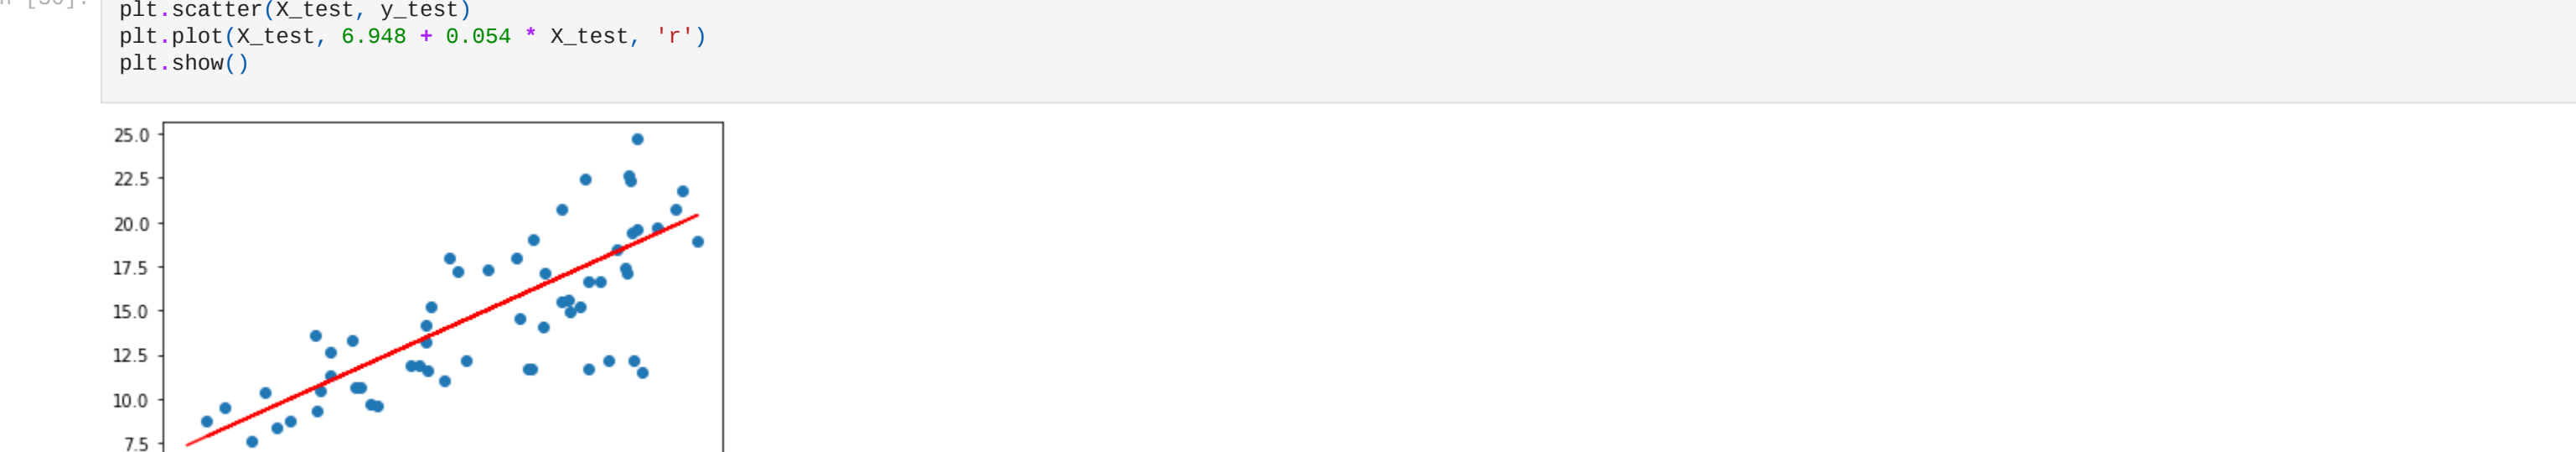 plt.scatter(X_test, y_test)
plt.plot(X_test, 6.948 + 0.054 * X_test, 'r')
plt.show()
25.0
22.5
20.0
17.5
15.0
12.5
10.0
7.5